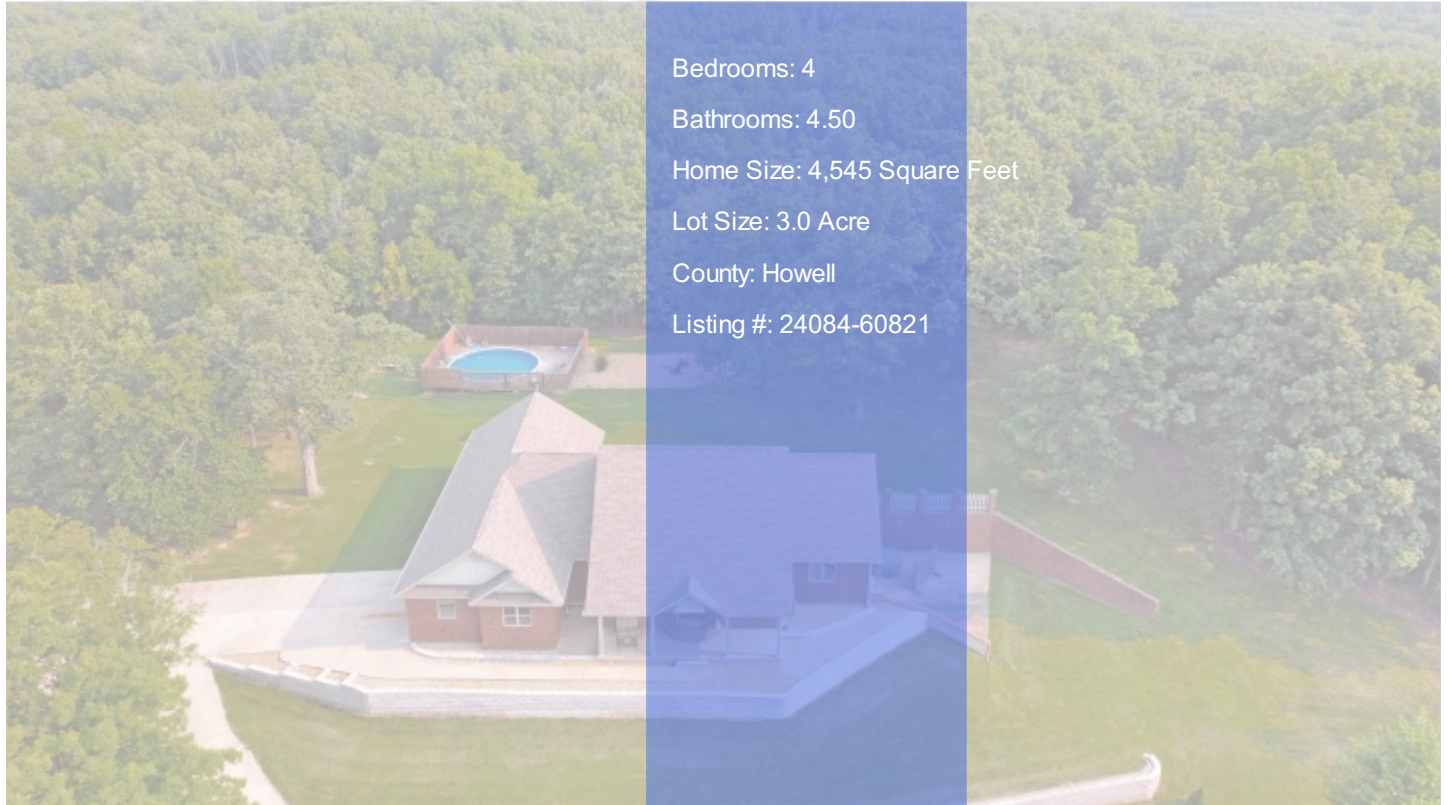 Bedrooms: 4
Bathrooms: 4.50
Home Size: 4,545 Square Feet
Lot Size: 3.0 Acre
County: Howell
Listing #: 24084-60821